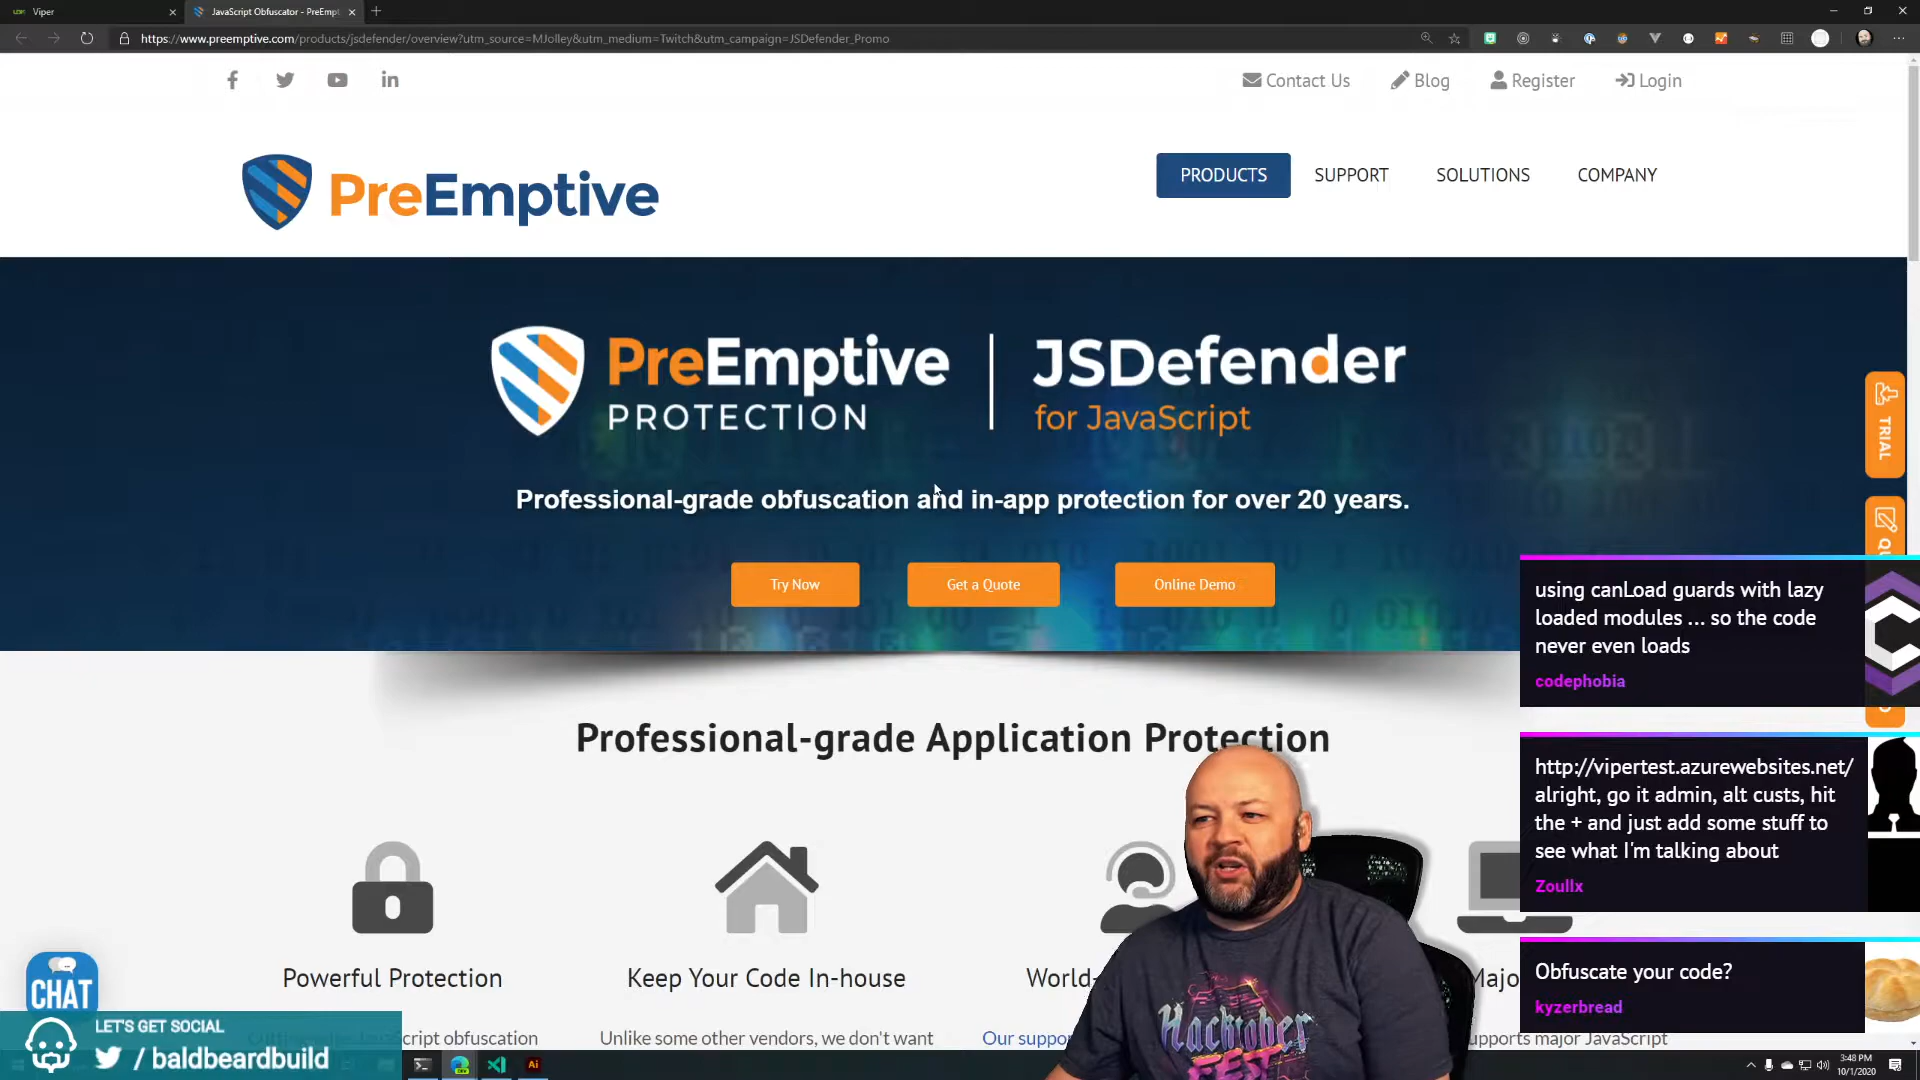 Viper
JavaScript Obfuscator - PreEmpt
https://www.preemptive.com/products/jsdefender/overview?utm_source=MJolley&utm_medium=Twitch&utm_campaign=JSDefender_Promo
Contact Us
Blog
Register
Login
PreEmptive
PRODUCTS
SUPPORT
SOLUTIONS
COMPANY
PreEmptive
PROTECTION
JSDefender
for JavaScript
Professional-grade obfuscation and in-app protection for over 20 years.
Try Now
Get a Quote
Online Demo
TRIAL
QU
using canLoad guards with lazy
loaded modules ... so the code
never even loads
codephobia
Professional-grade Application Protection
http://vipertest.azurewebsites.net/
alright, go it admin, alt custs, hit
the + and just add some stuff to
see what I'm talking about
Zoullx
Powerful Protection
Keep Your Code In-house
World-
Majo
Obfuscate your code?
kyzerbread
CHAT
LET'S GET SOCIAL
/ baldbeardbuild
Script obfuscation
Unlike some other vendors, we don't want
Our suppo
upports major JavaScript
Hacktober
FEST
3:48 PM
10/1/2020